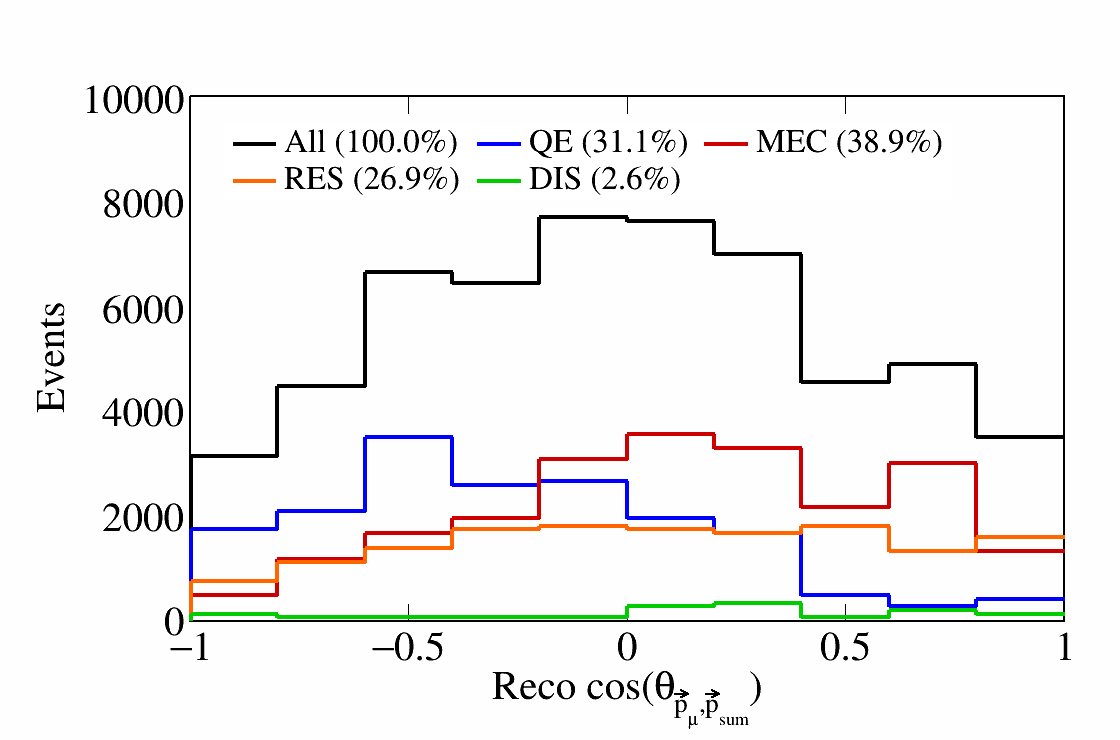 10000
8000
6000
4000
2000
0
Events
All (100.0%) QE (31.1%) MEC (38.9%)
RES (26.9%) DIS (2.6%)
−1 −0.5 0 0.5 1
Reco cos(θp⃗μ,p⃗sum)